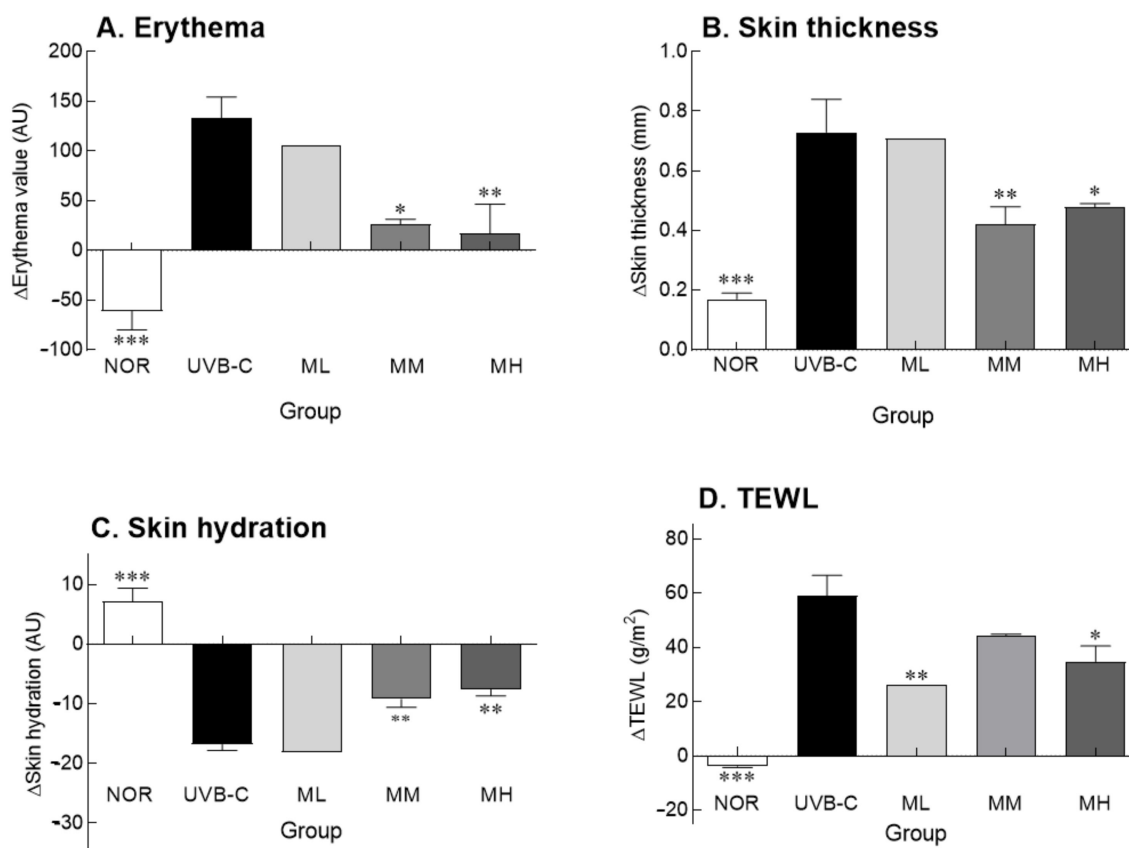 A. Erythema
200
150
100
50
0
−50
−100
ΔErythema value (AU)
***
*
**
NOR UVB-C ML MM MH
Group
B. Skin thickness
1.0
0.8
0.6
0.4
0.2
0.0
ΔSkin thickness (mm)
***
**
*
NOR UVB-C ML MM MH
Group
C. Skin hydration
10
0
−10
−20
−30
ΔSkin hydration (AU)
***
**
**
NOR UVB-C ML MM MH
Group
D. TEWL
80
60
40
20
0
−20
ΔTEWL (g/m²)
***
**
*
NOR UVB-C ML MM MH
Group